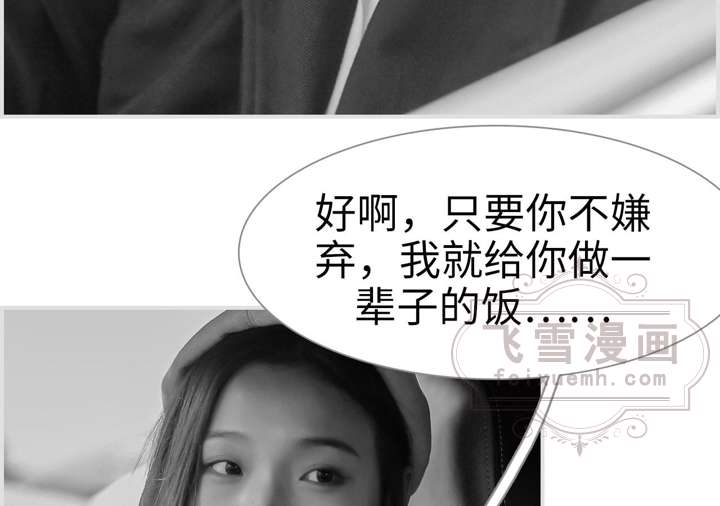 好啊，只要你不嫌
弃，我就给你做一
辈子的饭……
飞雪漫画
feixuemh.com